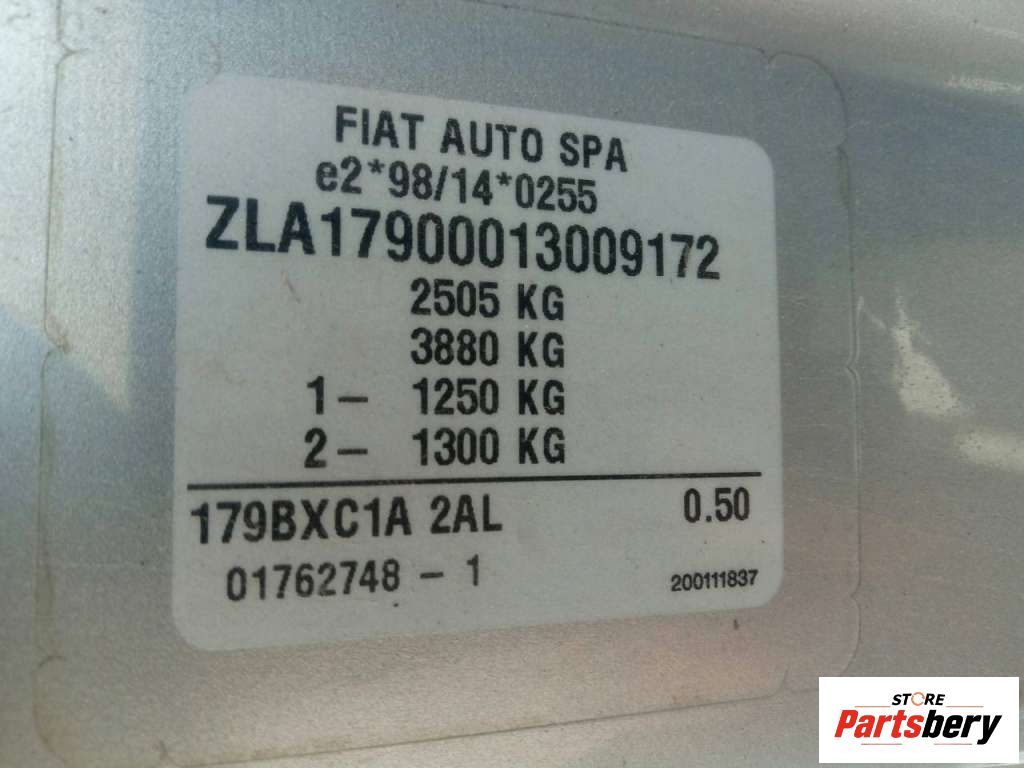 FIAT AUTO SPA
e2*98/14*0255
ZLA17900013009172
2505 KG
3880 KG
1- 1250 KG
2- 1300 KG
179BXC1A 2AL 0.50
01762748 - 1 200111837
STORE
Partsbery